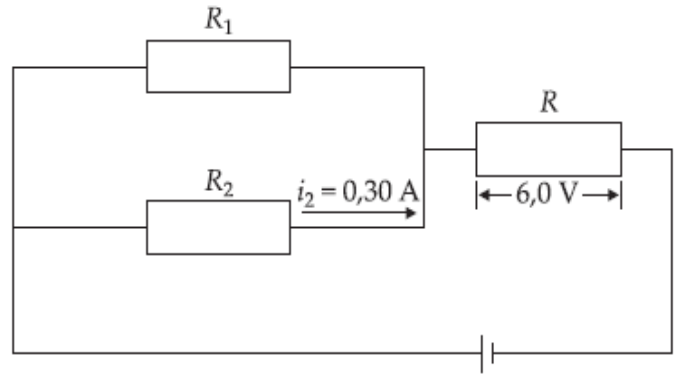 R₁
R
R₂
i₂ = 0,30 A
6,0 V